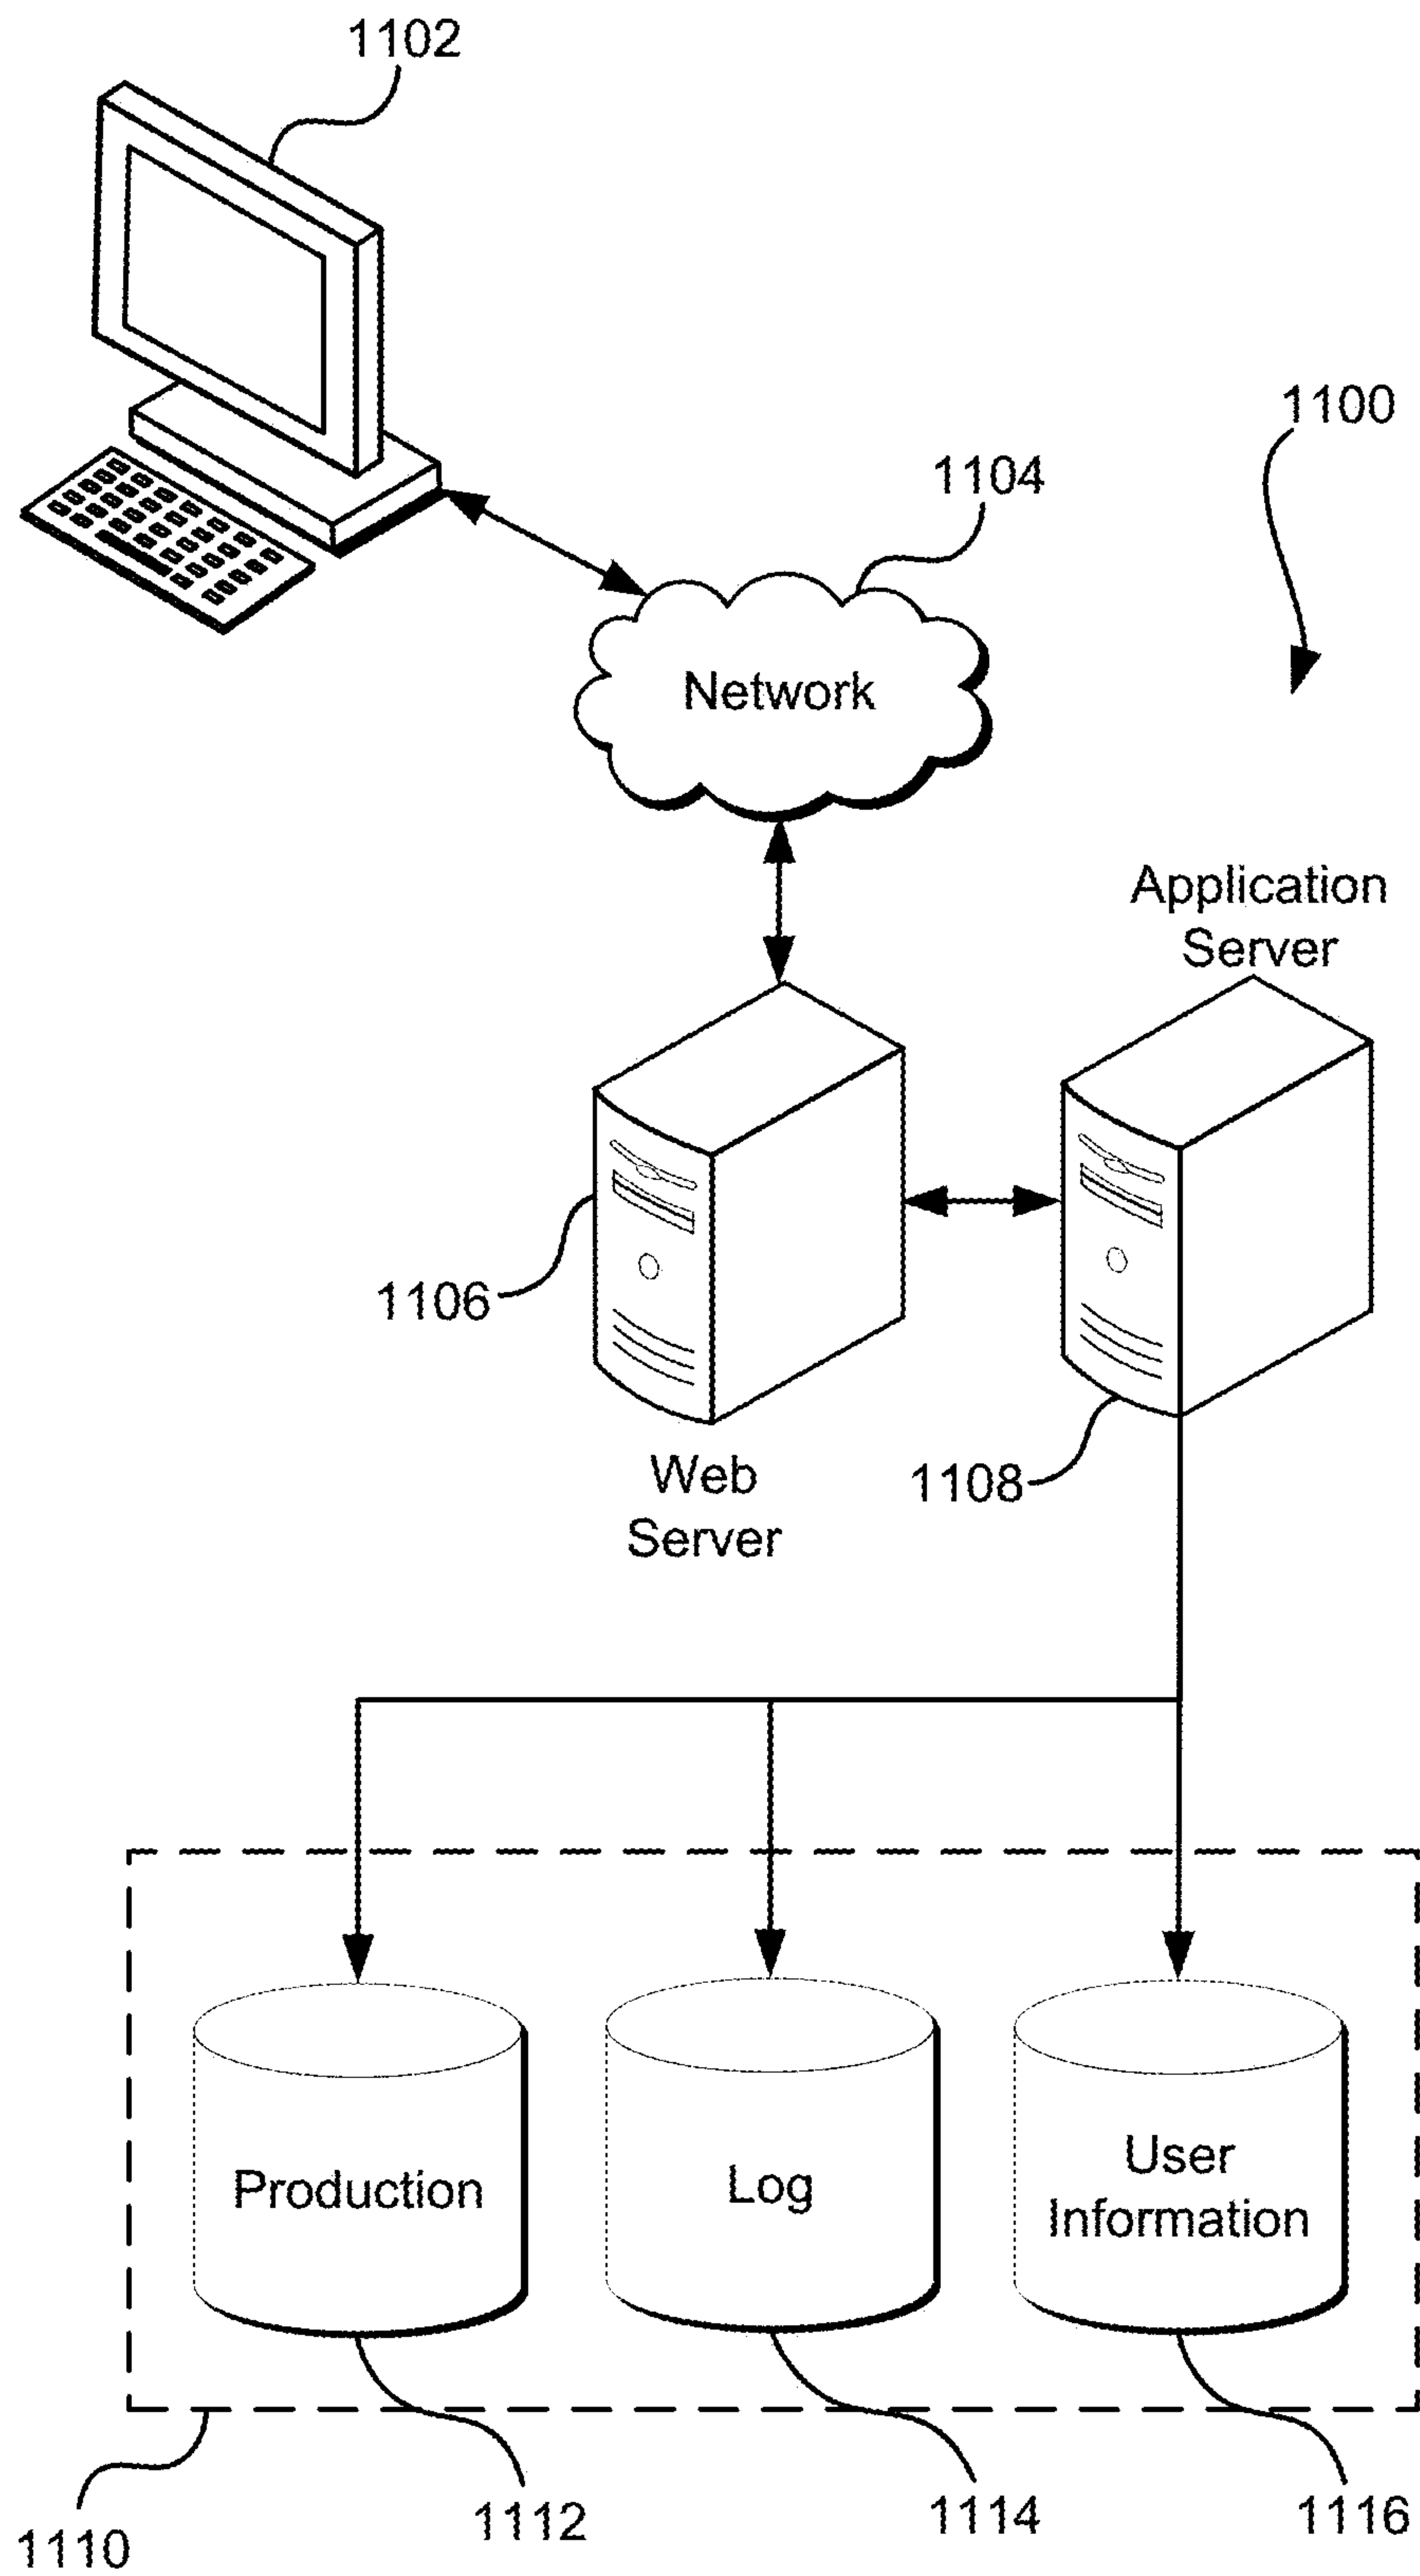 1102
1100
1104
Network
Application
Server
1106
Web
Server
1108
Production
Log
User
Information
1110
1112
1114
1116